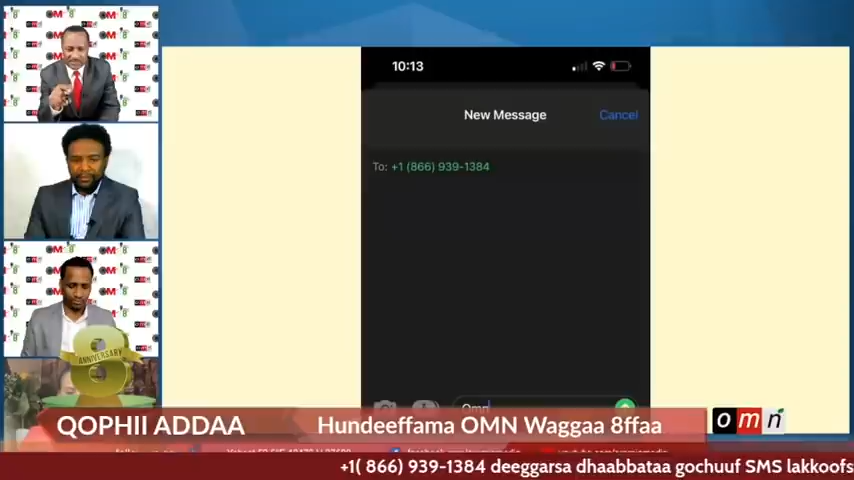 10:13
New Message
Cancel
To: +1 (866) 939-1384
Omn
8
ANNIVERSARY
QOPHII ADDAA
Hundeeffama OMN Waggaa 8ffaa
omn
+1( 866) 939-1384 deeggarsa dhaabbataa gochuuf SMS lakkoofs